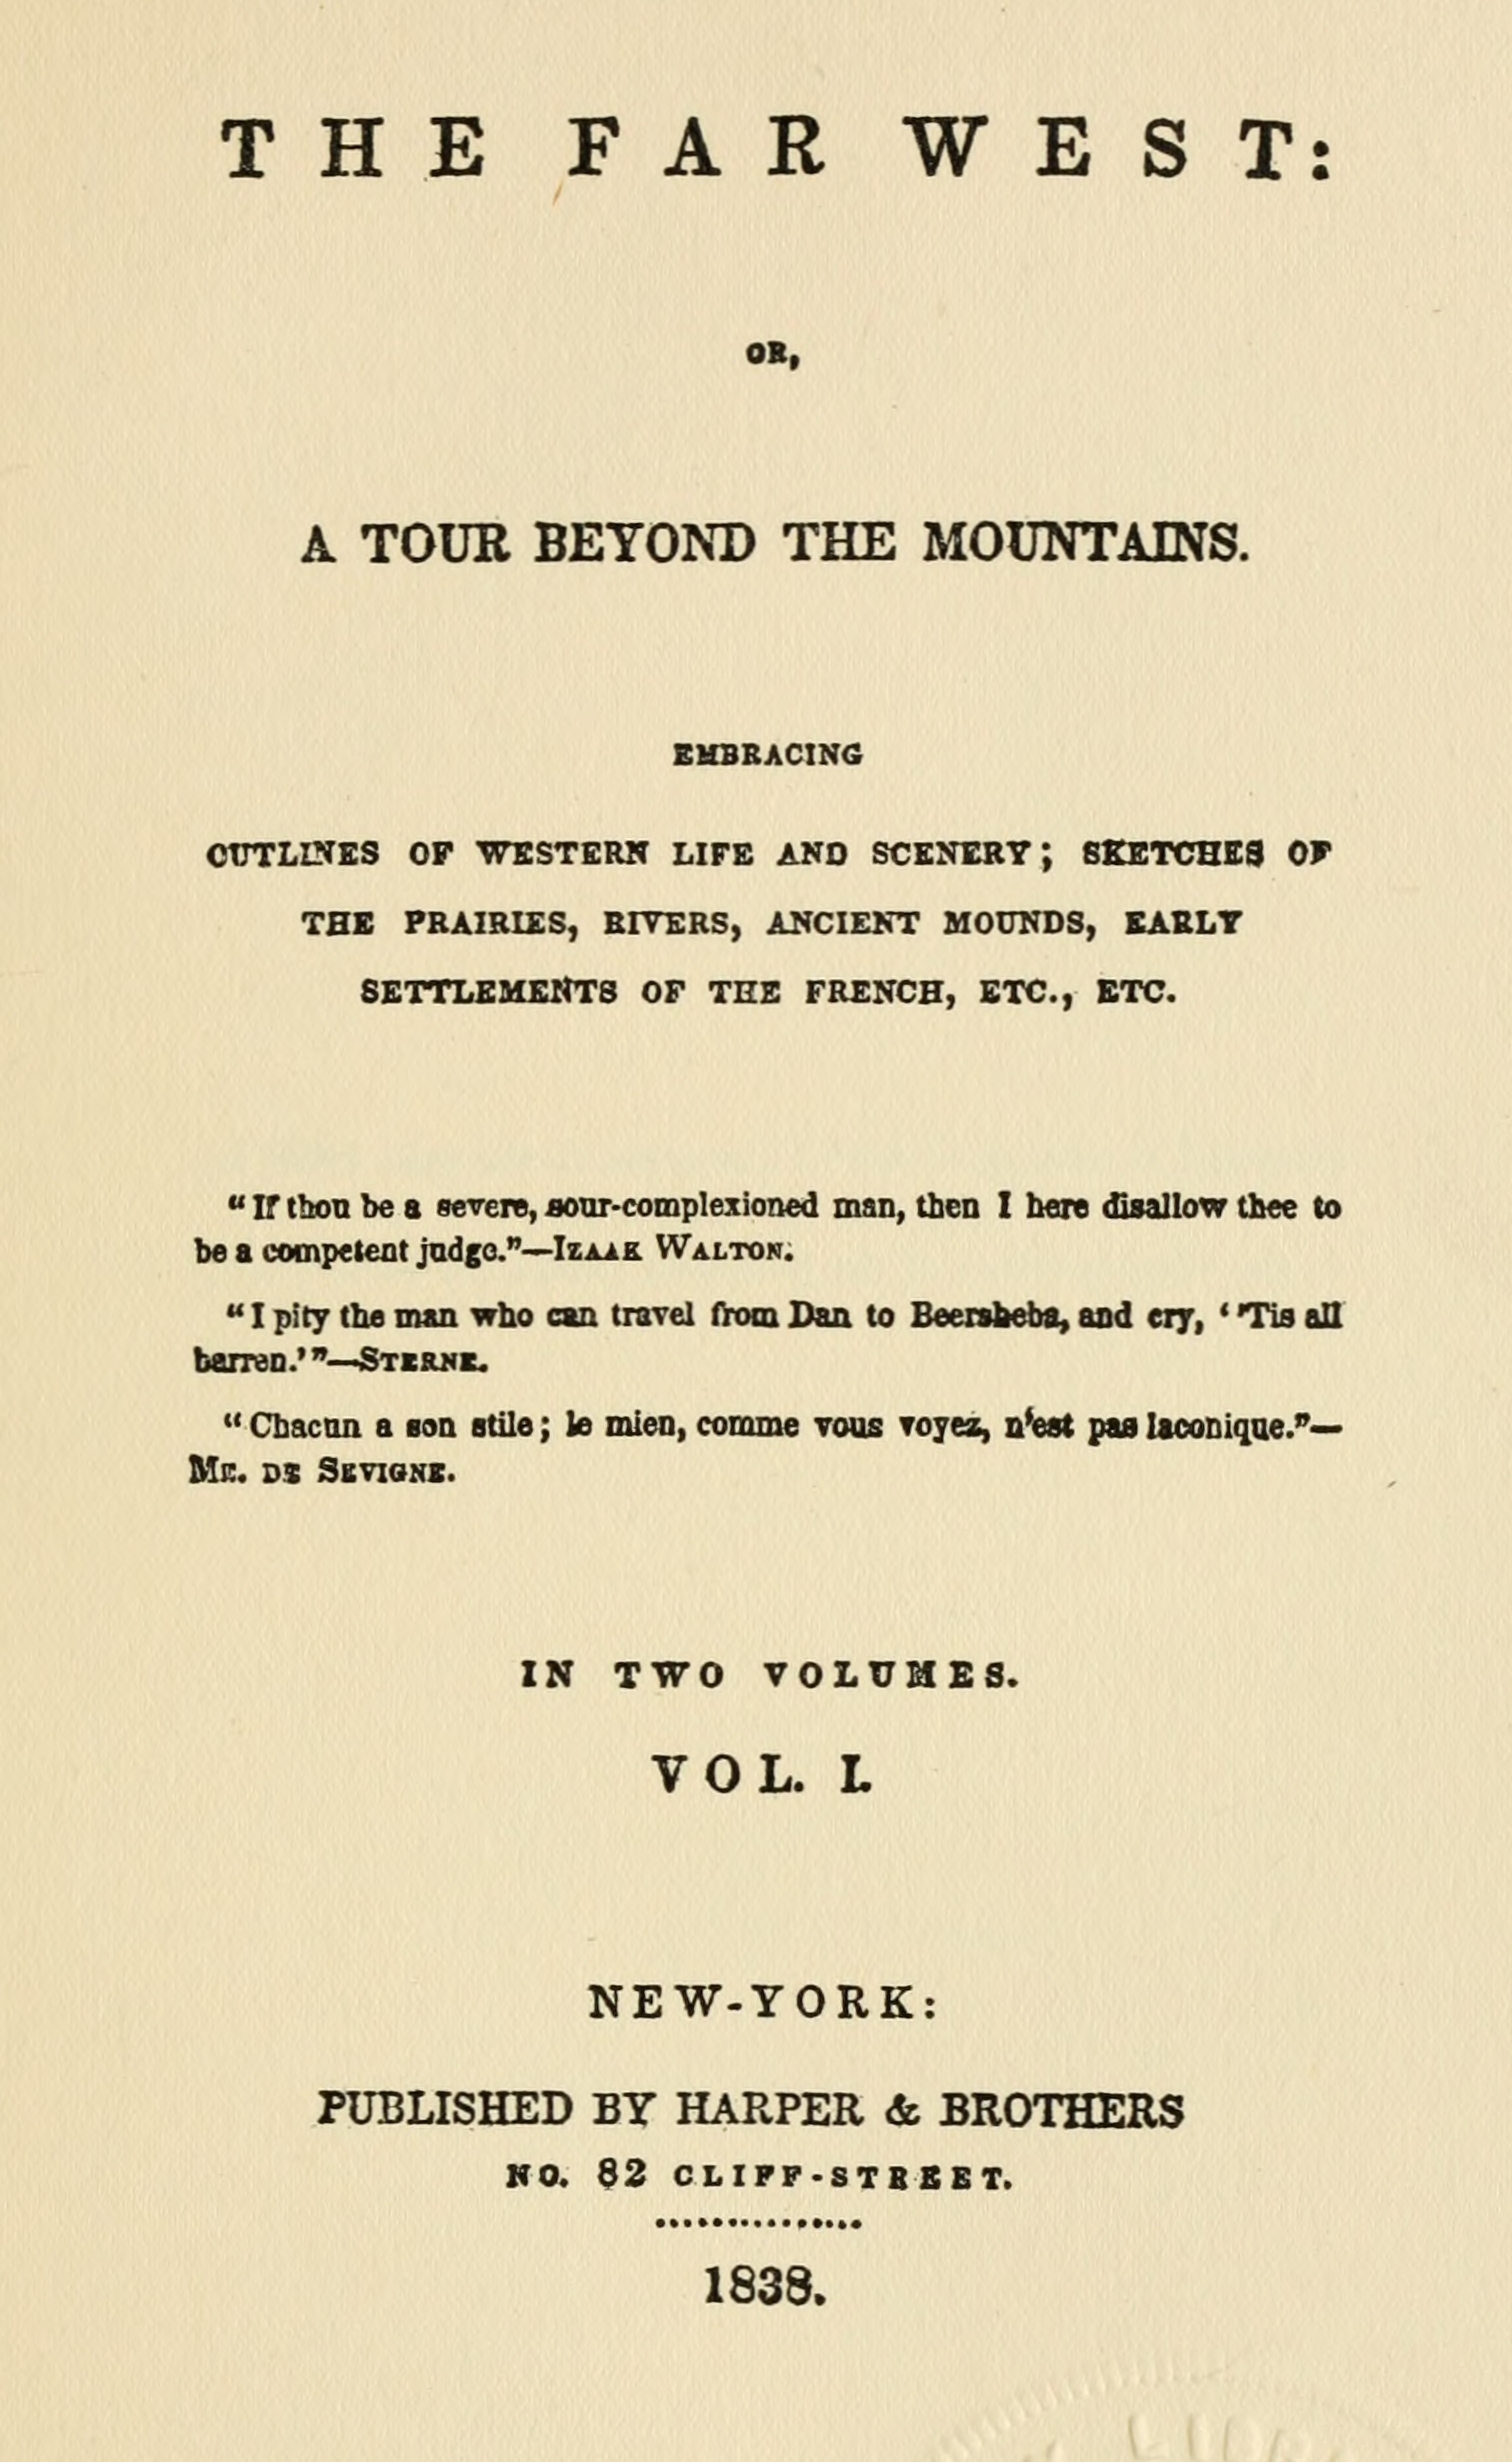 THE FAR WEST:
OR,
A TOUR BEYOND THE MOUNTAINS.
EMBRACING
OUTLINES OF WESTERN LIFE AND SCENERY; SKETCHES OF
THE PRAIRIES, RIVERS, ANCIENT MOUNDS, EARLY
SETTLEMENTS OF THE FRENCH, ETC., ETC.
“If thou be a severe, sour-complexioned man, then I here disallow thee to
be a competent judge.”—IZAAK WALTON.
“I pity the man who can travel from Dan to Beersheba, and cry, ‘’Tis all
barren.’”—STERNE.
“Chacun a son stile; le mien, comme vous voyez, n’est pas laconique.”—
ME. DE SEVIGNE.
IN TWO VOLUMES.
VOL. I.
NEW-YORK:
PUBLISHED BY HARPER & BROTHERS
NO. 82 CLIFF-STREET.
1838.